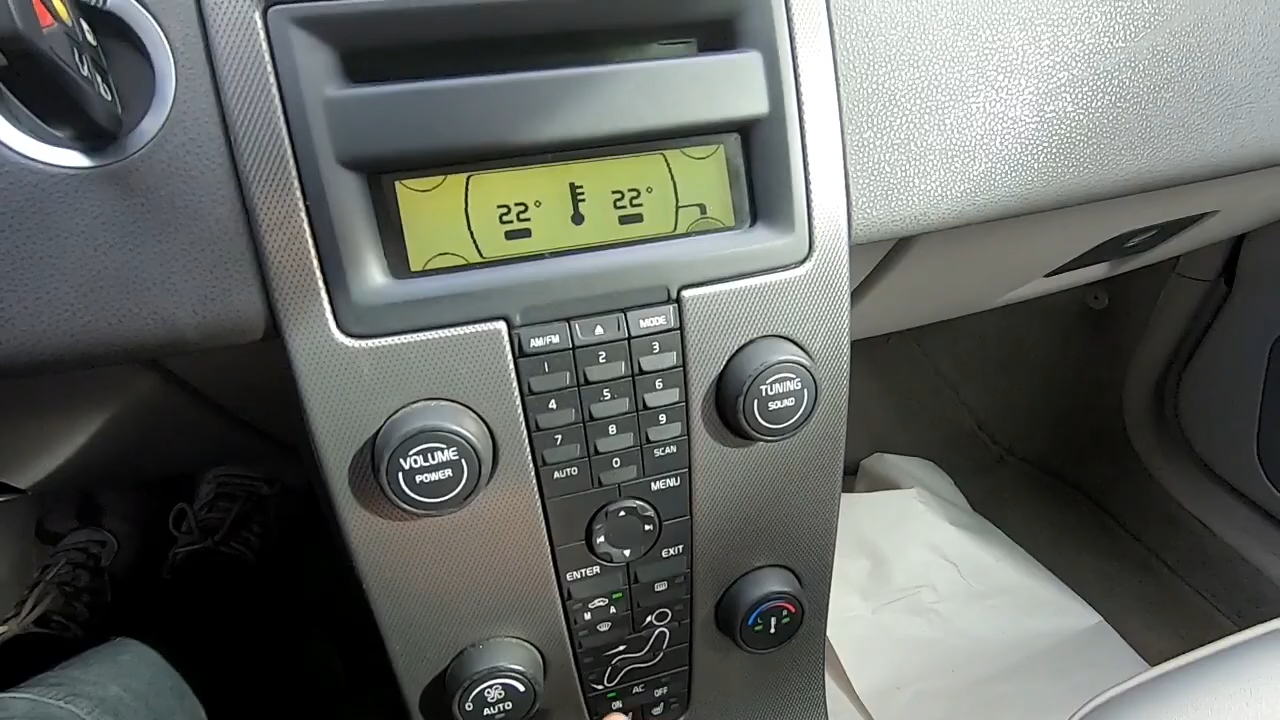 22° 22°
AM/FM
MODE
1 2 3
4 5 6
7 8 9
AUTO 0 SCAN
MENU
EXIT
ENTER
M A
AC
ON OFF
VOLUME
POWER
TUNING
SOUND
0 AUTO